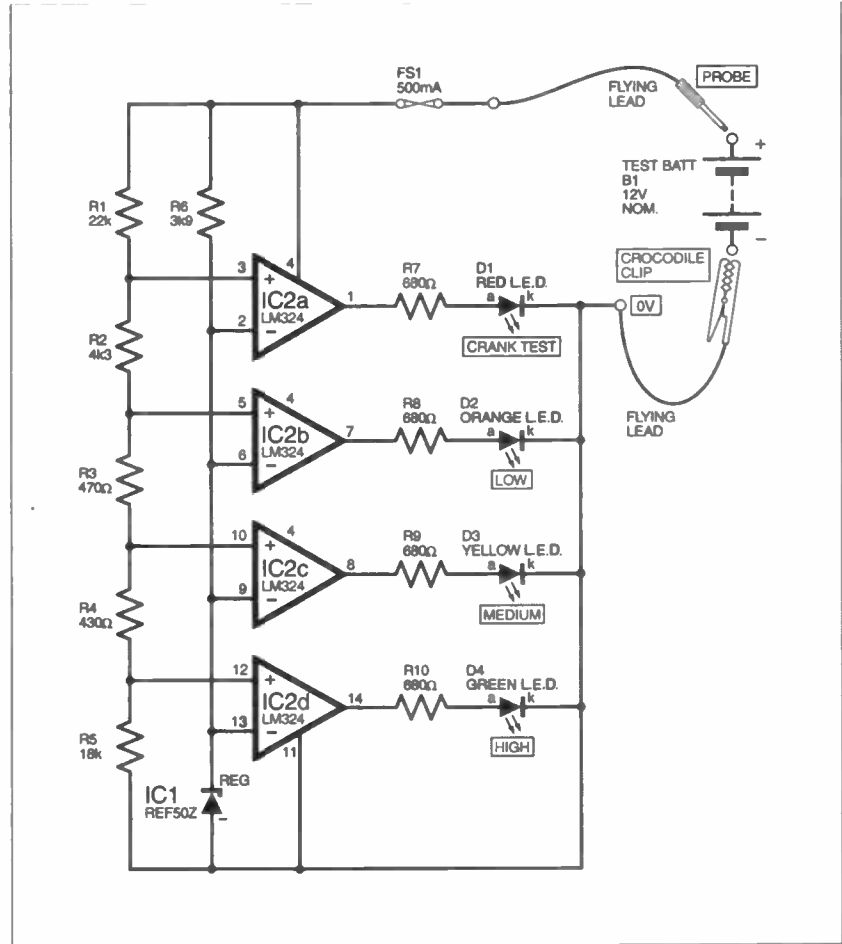 FS1
500mA
FLYING
LEAD
PROBE
+
TEST BATT
B1
12V
NOM.
−
R1
22k
R6
3k9
CROCODILE
CLIP
3
4
+
IC2a
LM324
1
2
−
R7
680Ω
D1
RED L.E.D.
a
k
CRANK TEST
0V
FLYING
LEAD
R2
4k3
5
4
+
IC2b
LM324
7
6
−
R8
680Ω
D2
ORANGE L.E.D.
a
k
LOW
R3
470Ω
10
4
+
IC2c
LM324
8
9
−
R9
680Ω
D3
YELLOW L.E.D.
a
k
MEDIUM
R4
430Ω
12
+
IC2d
LM324
14
13
−
11
R10
680Ω
D4
GREEN L.E.D.
a
k
HIGH
R5
18k
IC1
REF50Z
REG
−